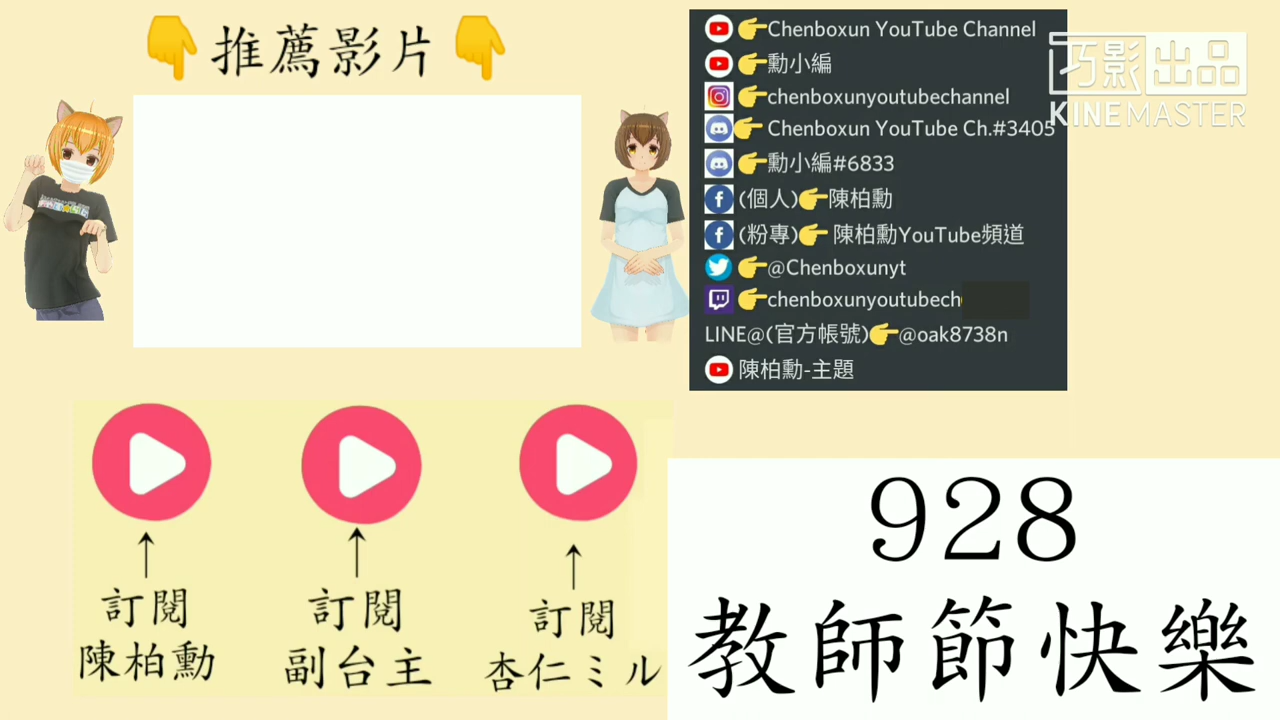 👇推薦影片👇
👉Chenboxun YouTube Channel
👉勳小編
👉chenboxunyoutubechannel
👉Chenboxun YouTube Ch.#3405
👉勳小編#6833
(個人)👉陳柏勳
(粉專)👉陳柏勳YouTube頻道
👉@Chenboxunyt
👉chenboxunyoutubech
LINE@(官方帳號)👉@oak8738n
陳柏勳-主題
巧影出品
KINEMASTER
↑
訂閱
陳柏勳
↑
訂閱
副台主
↑
訂閱
杏仁ミル
928
教師節快樂